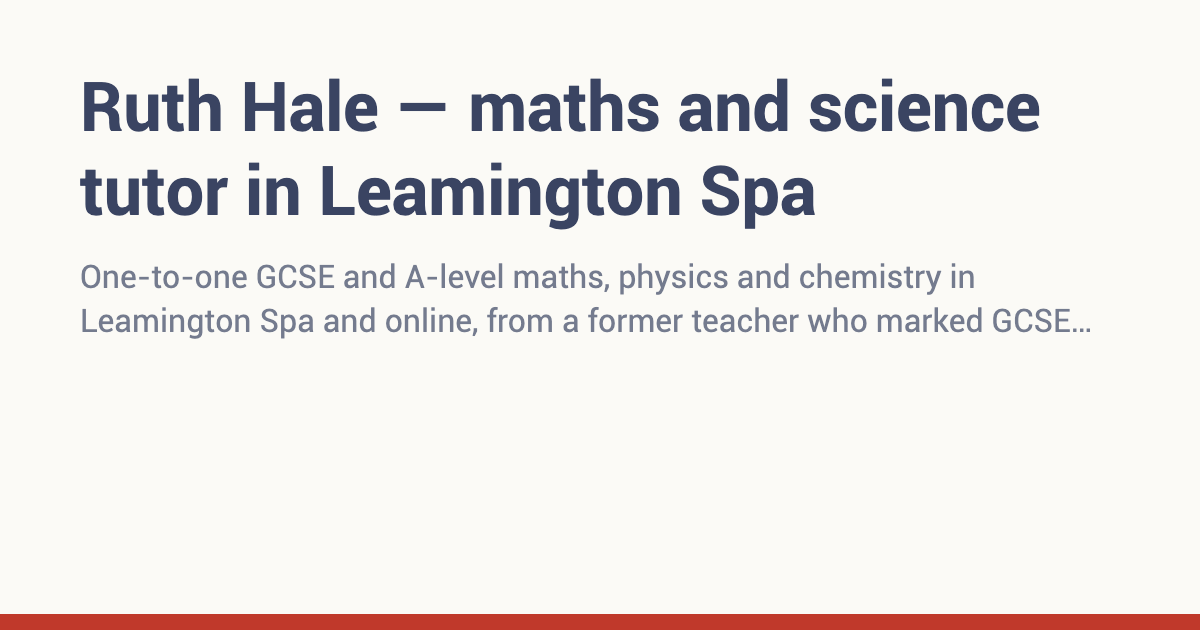 Ruth Hale — maths and science
tutor in Leamington Spa
One-to-one GCSE and A-level maths, physics and chemistry in
Leamington Spa and online, from a former teacher who marked GCSE…